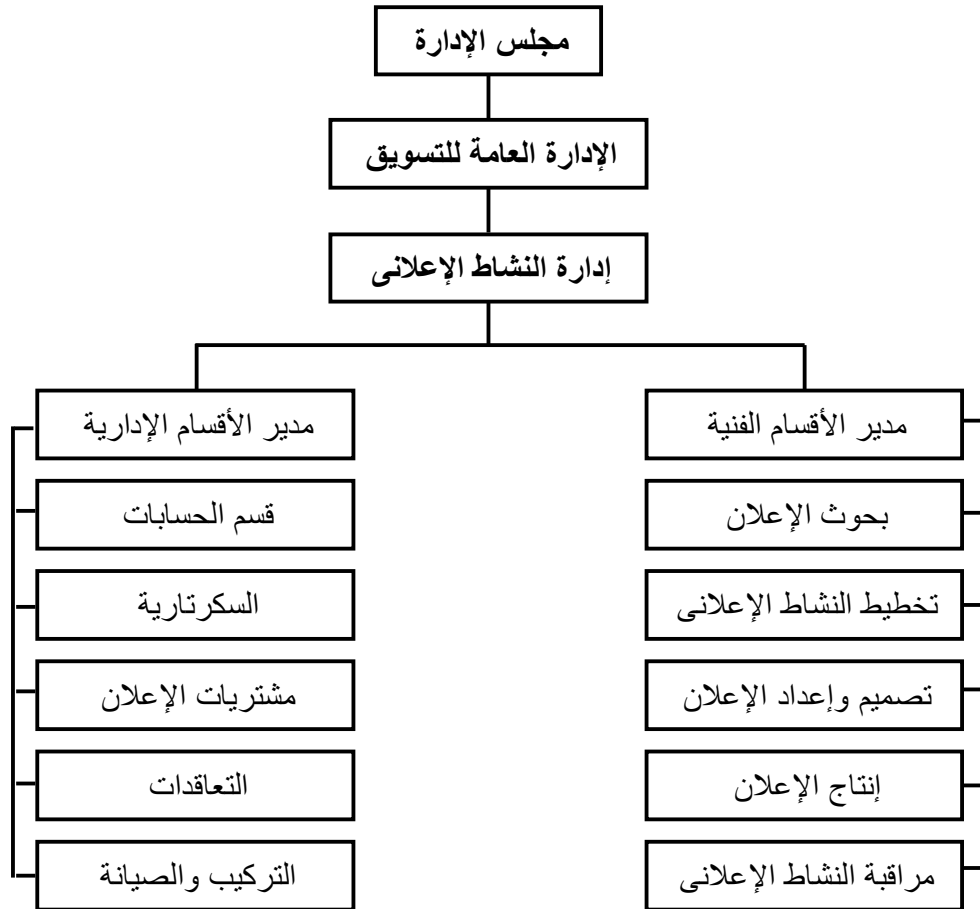 مجلس الإدارة
الإدارة العامة للتسويق
إدارة النشاط الإعلانى
مدير الأقسام الفنية
بحوث الإعلان
تخطيط النشاط الإعلانى
تصميم وإعداد الإعلان
إنتاج الإعلان
مراقبة النشاط الإعلانى
مدير الأقسام الإدارية
قسم الحسابات
السكرتارية
مشتريات الإعلان
التعاقدات
التركيب والصيانة